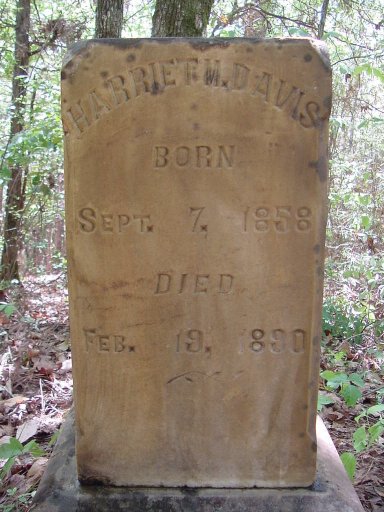 HARRIET M. DAVIS
BORN
SEPT. 7. 1858
DIED
FEB. 19. 1890